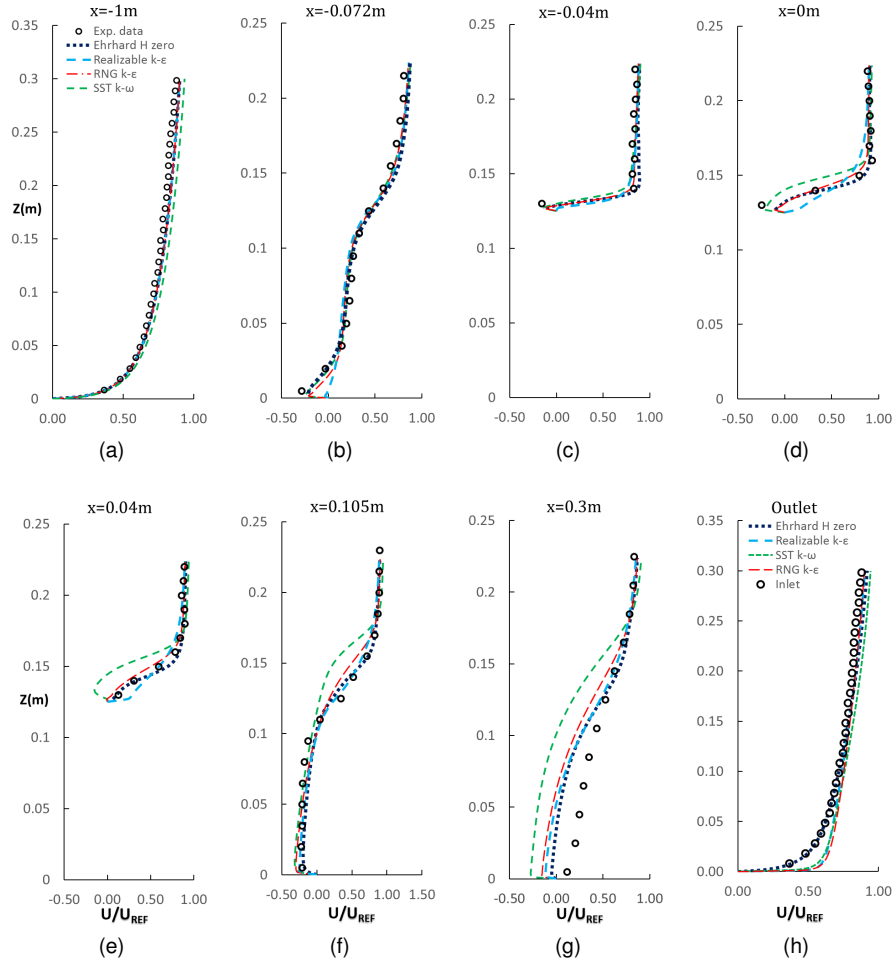 x=-1m
x=-0.072m
x=-0.04m
x=0m
Exp. data
Ehrhard H zero
Realizable k-ε
RNG k-ε
SST k-ω
Z(m)
0.35
0.3
0.25
0.2
0.15
0.1
0.05
0
0.00
0.50
1.00
(a)
0.25
0.2
0.15
0.1
0.05
0
-0.50
0.00
0.50
1.00
(b)
0.25
0.2
0.15
0.1
0.05
0
-0.50
0.00
0.50
1.00
(c)
0.25
0.2
0.15
0.1
0.05
0
-0.50
0.00
0.50
1.00
(d)
x=0.04m
x=0.105m
x=0.3m
Outlet
0.25
0.2
0.15
Z(m)
0.1
0.05
0
-0.50
0.00
0.50
1.00
U/UREF
(e)
0.25
0.2
0.15
0.1
0.05
0
-0.50
0.00
0.50
1.00
1.50
U/UREF
(f)
0.25
0.2
0.15
0.1
0.05
0
-0.50
0.00
0.50
1.00
U/UREF
(g)
0.35
0.30
0.25
0.20
0.15
0.10
0.05
0.00
Ehrhard H zero
Realizable k-ε
SST k-ω
RNG k-ε
Inlet
0.00
0.50
1.00
U/UREF
(h)